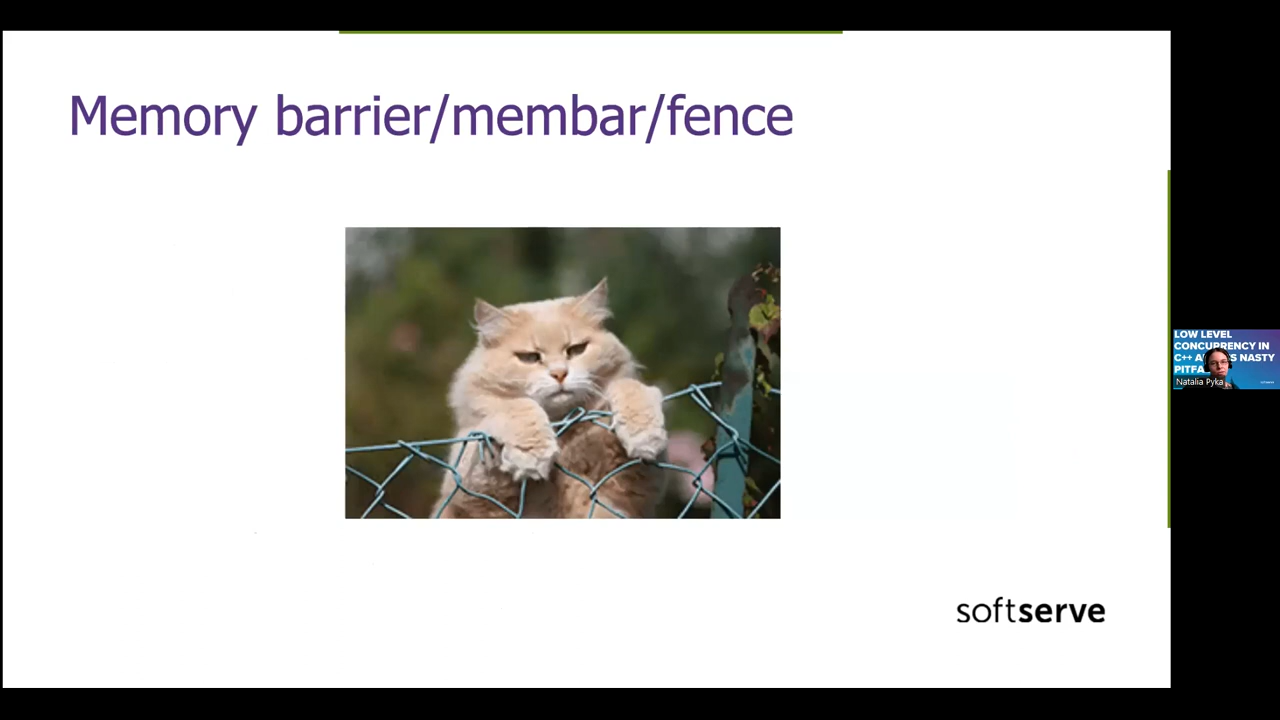 Memory barrier/membar/fence
softserve
LOW LEVEL
CONCURRENCY IN
C++ A S NASTY
PITFA
Natalia Pyka